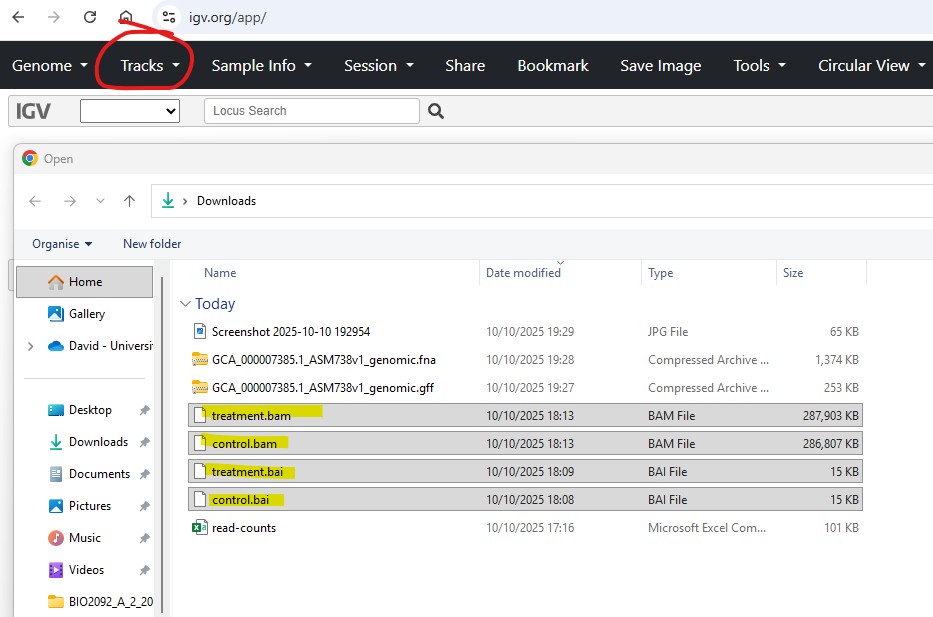 igv.org/app/
Genome Tracks Sample Info Session Share Bookmark Save Image Tools Circular View
IGV Locus Search
Open
Downloads
Organise New folder
Name Date modified Type Size
Home
Gallery
David - Universi
Desktop
Downloads
Documents
Pictures
Music
Videos
BIO2092_A_2_20
Today
Screenshot 2025-10-10 192954 10/10/2025 19:29 JPG File 65 KB
GCA_000007385.1_ASM738v1_genomic.fna 10/10/2025 19:28 Compressed Archive ... 1,374 KB
GCA_000007385.1_ASM738v1_genomic.gff 10/10/2025 19:27 Compressed Archive ... 253 KB
treatment.bam 10/10/2025 18:13 BAM File 287,903 KB
control.bam 10/10/2025 18:13 BAM File 286,807 KB
treatment.bai 10/10/2025 18:09 BAI File 15 KB
control.bai 10/10/2025 18:08 BAI File 15 KB
read-counts 10/10/2025 17:16 Microsoft Excel Com... 101 KB